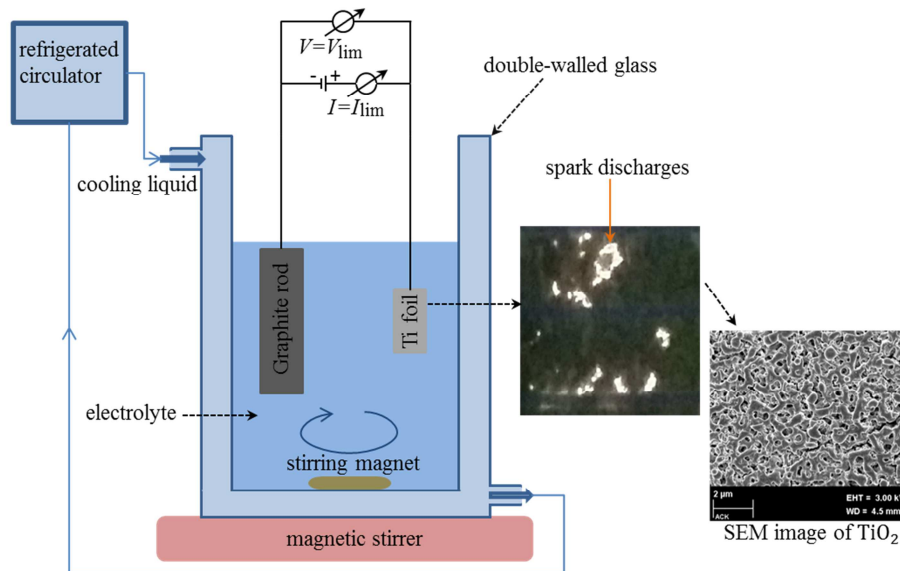 refrigerated
circulator
V=Vlim
- +
I=Ilim
double-walled glass
cooling liquid
spark discharges
Graphite rod
Ti foil
electrolyte
stirring magnet
magnetic stirrer
2 µm
ACK
EHT = 3.00 k
WD = 4.5 mm
SEM image of TiO2